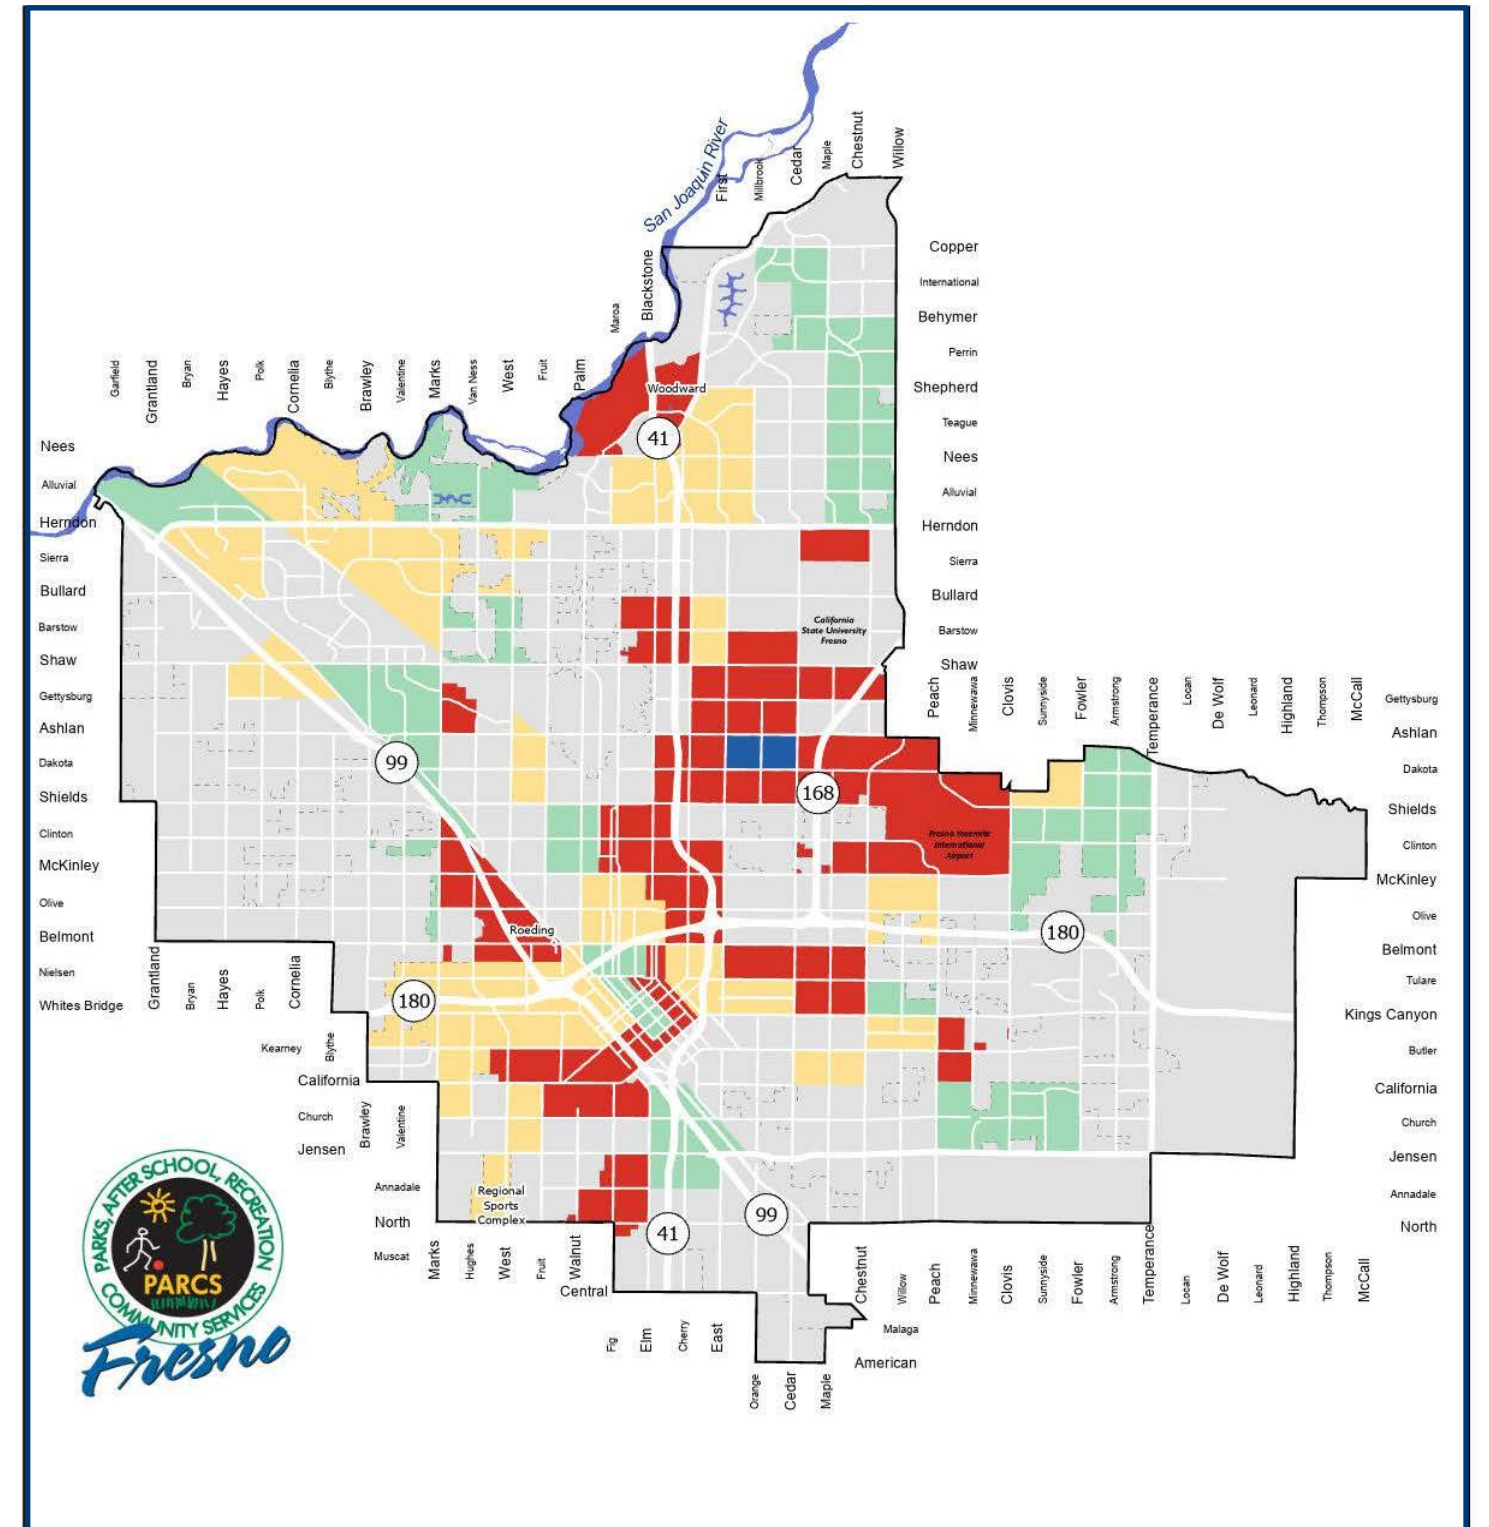 San Joaquin River
First
Millbrook
Cedar
Maple
Chestnut
Willow
Maroa
Blackstone
Garfield
Grantland
Bryan
Hayes
Polk
Cornelia
Blythe
Brawley
Valentine
Marks
Van Ness
West
Fruit
Palm
Copper
International
Behymer
Perrin
Shepherd
Teague
Nees
Alluvial
Herndon
Sierra
Bullard
Barstow
Shaw
Nees
Alluvial
Herndon
Sierra
Bullard
Barstow
Shaw
Gettysburg
Ashlan
Dakota
Shields
Clinton
McKinley
Olive
Belmont
Nielsen
Whites Bridge
Kearney
California
Church
Jensen
Annadale
North
Muscat
Central
Woodward
41
California
State University
Fresno
99
168
Fresno Yosemite
International
Airport
Roeding
180
180
Regional
Sports
Complex
41
99
Peach
Minnewawa
Clovis
Sunnyside
Fowler
Armstrong
Temperance
Locan
De Wolf
Leonard
Highland
Thompson
McCall
Gettysburg
Ashlan
Dakota
Shields
Clinton
McKinley
Olive
Belmont
Tulare
Kings Canyon
Butler
California
Church
Jensen
Annadale
North
Grantland
Bryan
Hayes
Polk
Cornelia
Blythe
Brawley
Valentine
Marks
Hughes
West
Fruit
Walnut
Fig
Elm
Cherry
East
Orange
Cedar
Maple
Chestnut
Willow
Peach
Minnewawa
Clovis
Sunnyside
Fowler
Armstrong
Temperance
Locan
De Wolf
Leonard
Highland
Thompson
McCall
Malaga
American
PARKS, AFTER SCHOOL, RECREATION
COMMUNITY SERVICES
PARCS
Fresno